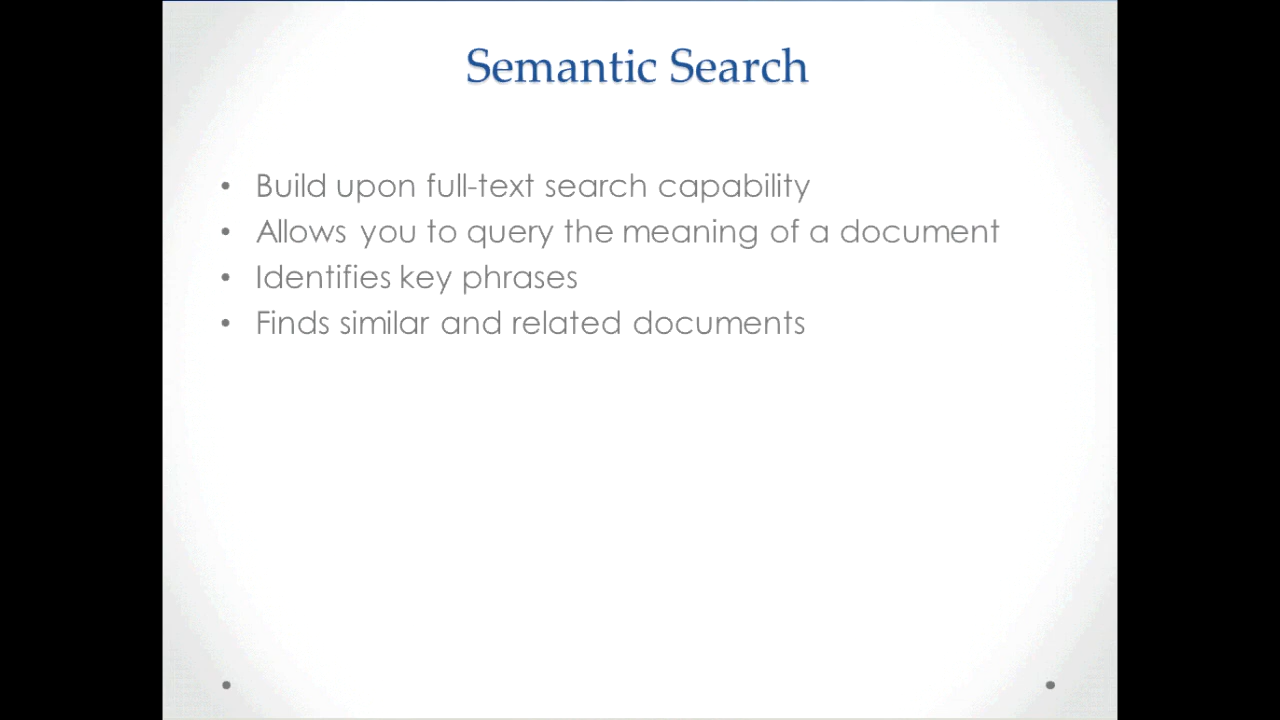 Semantic Search
• Build upon full-text search capability
• Allows you to query the meaning of a document
• Identifies key phrases
• Finds similar and related documents